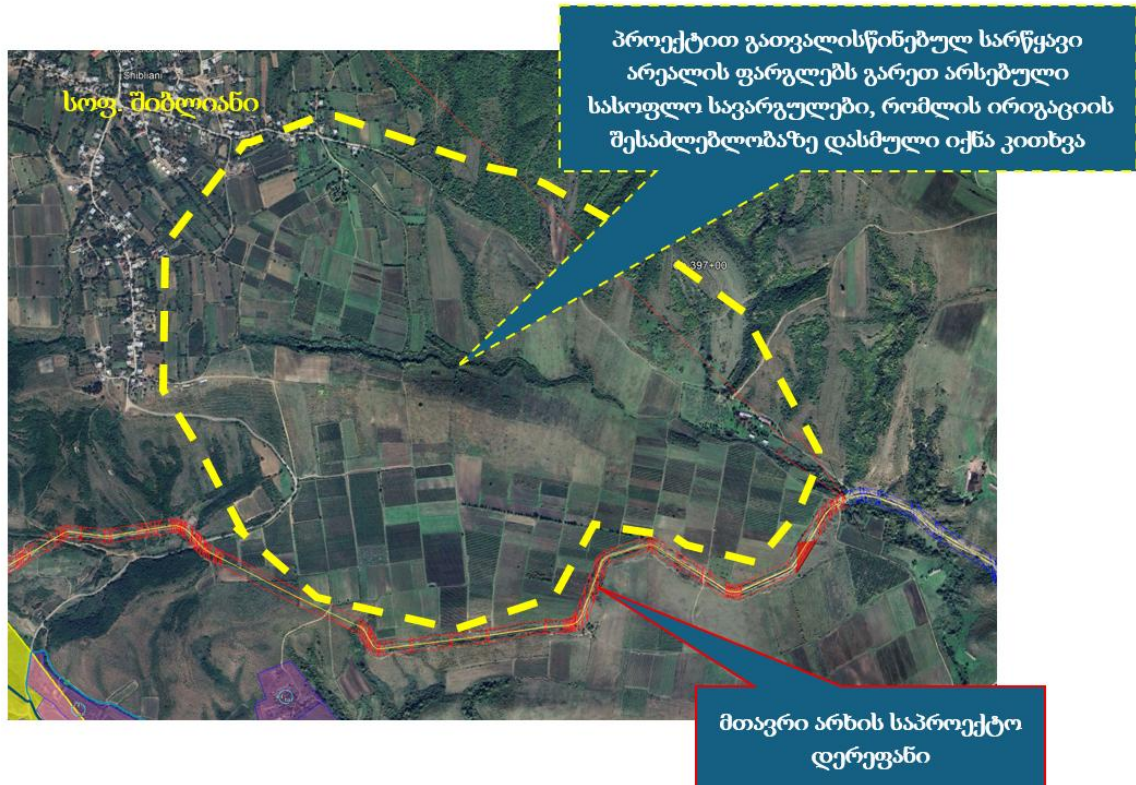 პროექტით გათვალისწინებულ სარწყავი
არეალის ფარგლებს გარეთ არსებული
სასოფლო სავარგულები, რომლის ირიგაციის
შესაძლებლობაზე დასმული იქნა კითხვა
Shibliani
სოფ. შიბლიანი
397+00
მთავრი არხის საპროექტო
დერეფანი